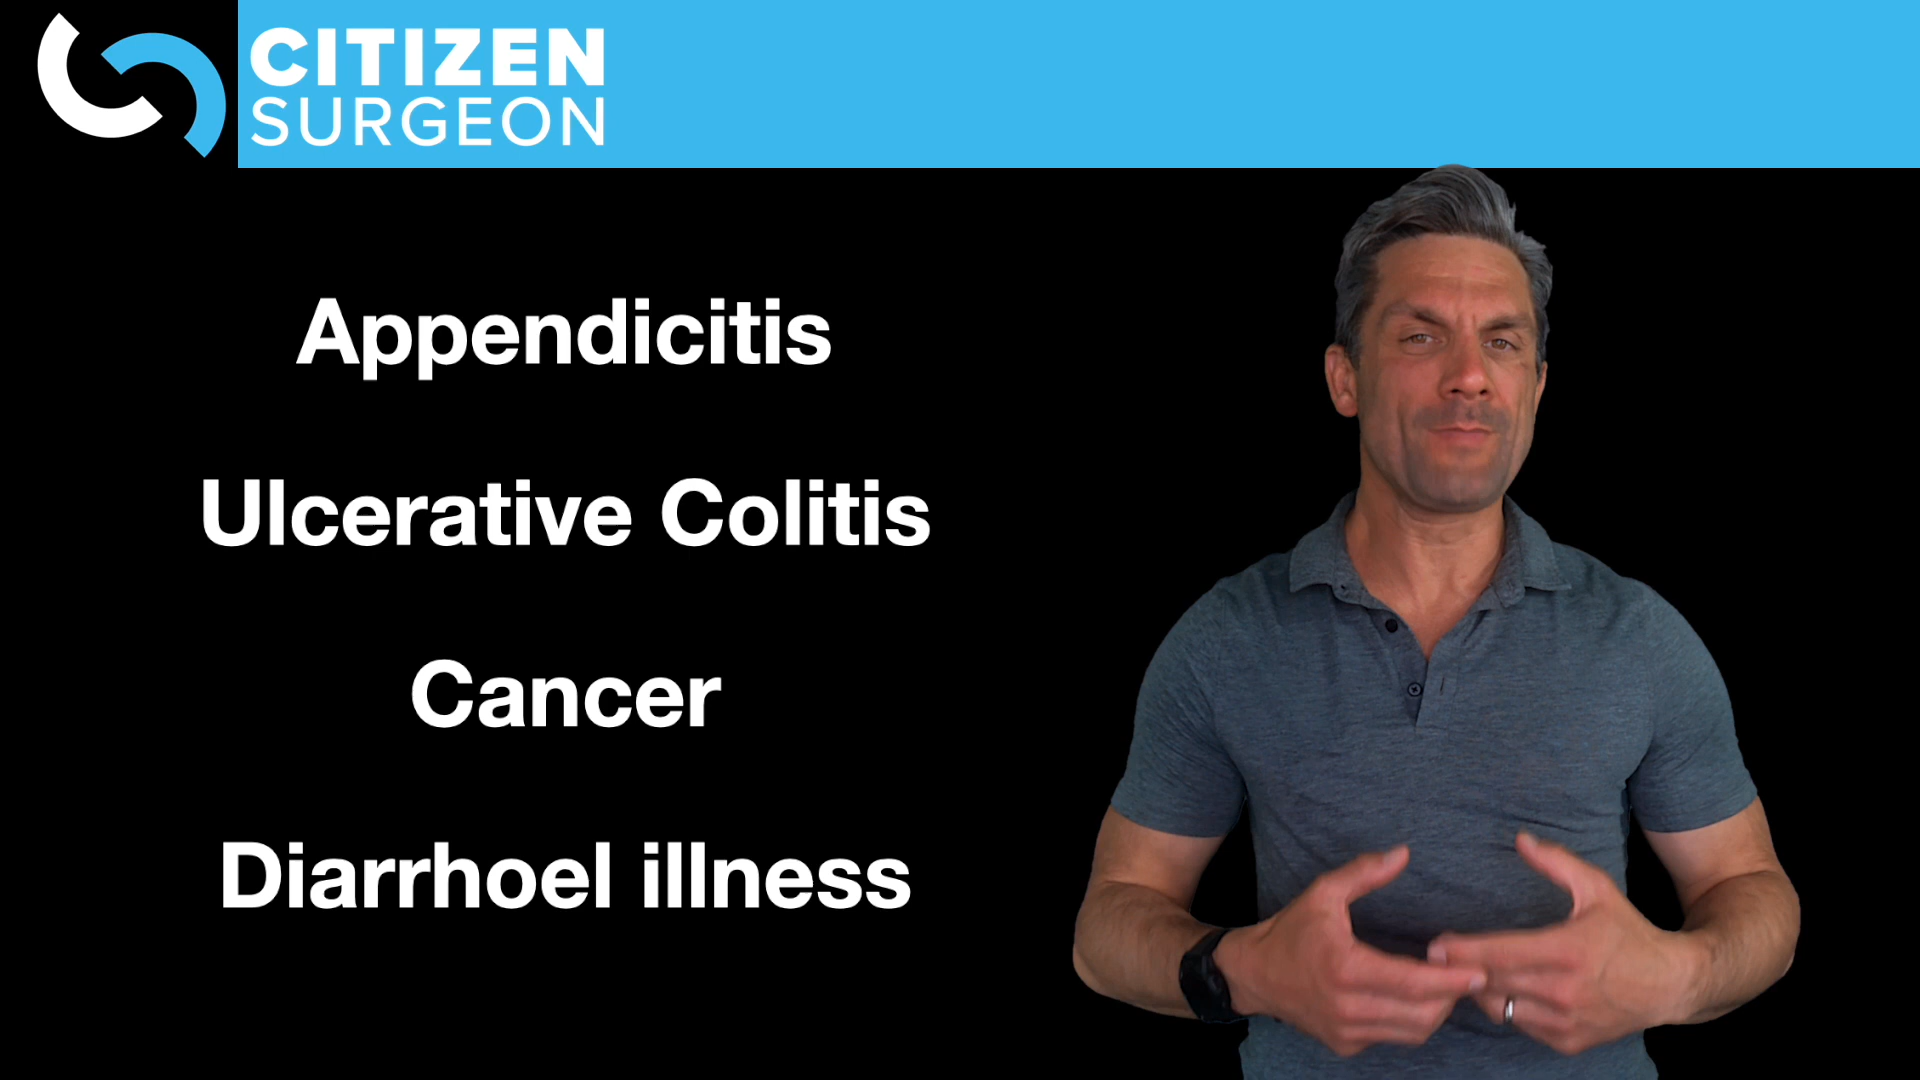 CITIZEN
SURGEON
Appendicitis
Ulcerative Colitis
Cancer
Diarrhoel illness